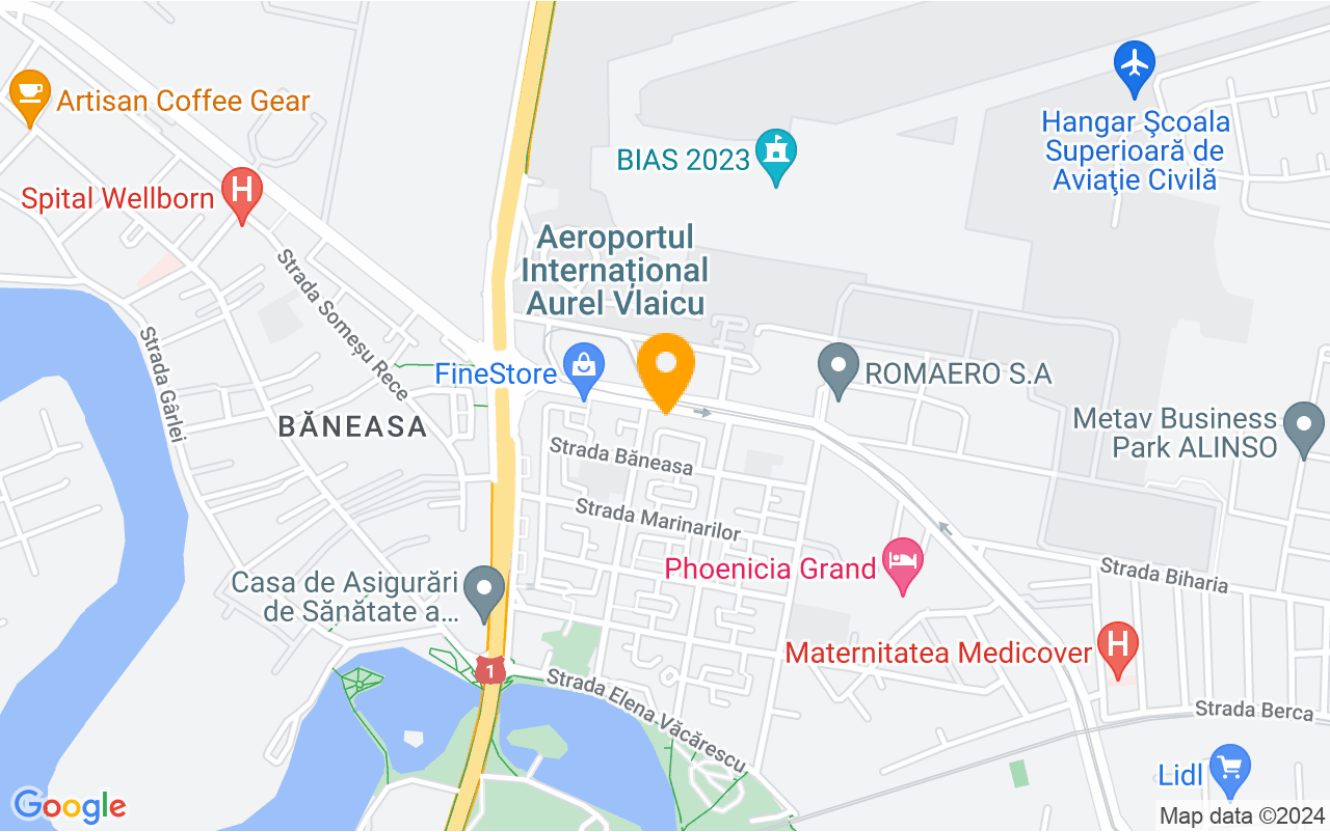 Artisan Coffee Gear
Hangar Şcoala
Superioară de
Aviaţie Civilă
BIAS 2023
Spital Wellborn
H
Aeroportul
Internațional
Aurel Vlaicu
Strada Someșu Rece
Strada Gârlei
FineStore
ROMAERO S.A
BĂNEASA
Metav Business
Park ALINSO
Strada Băneasa
Strada Marinarilor
Phoenicia Grand
Strada Biharia
Casa de Asigurări
de Sănătate a...
Maternitatea Medicover
H
1
Strada Elena Văcărescu
Strada Berca
Lidl
Google
Map data ©2024